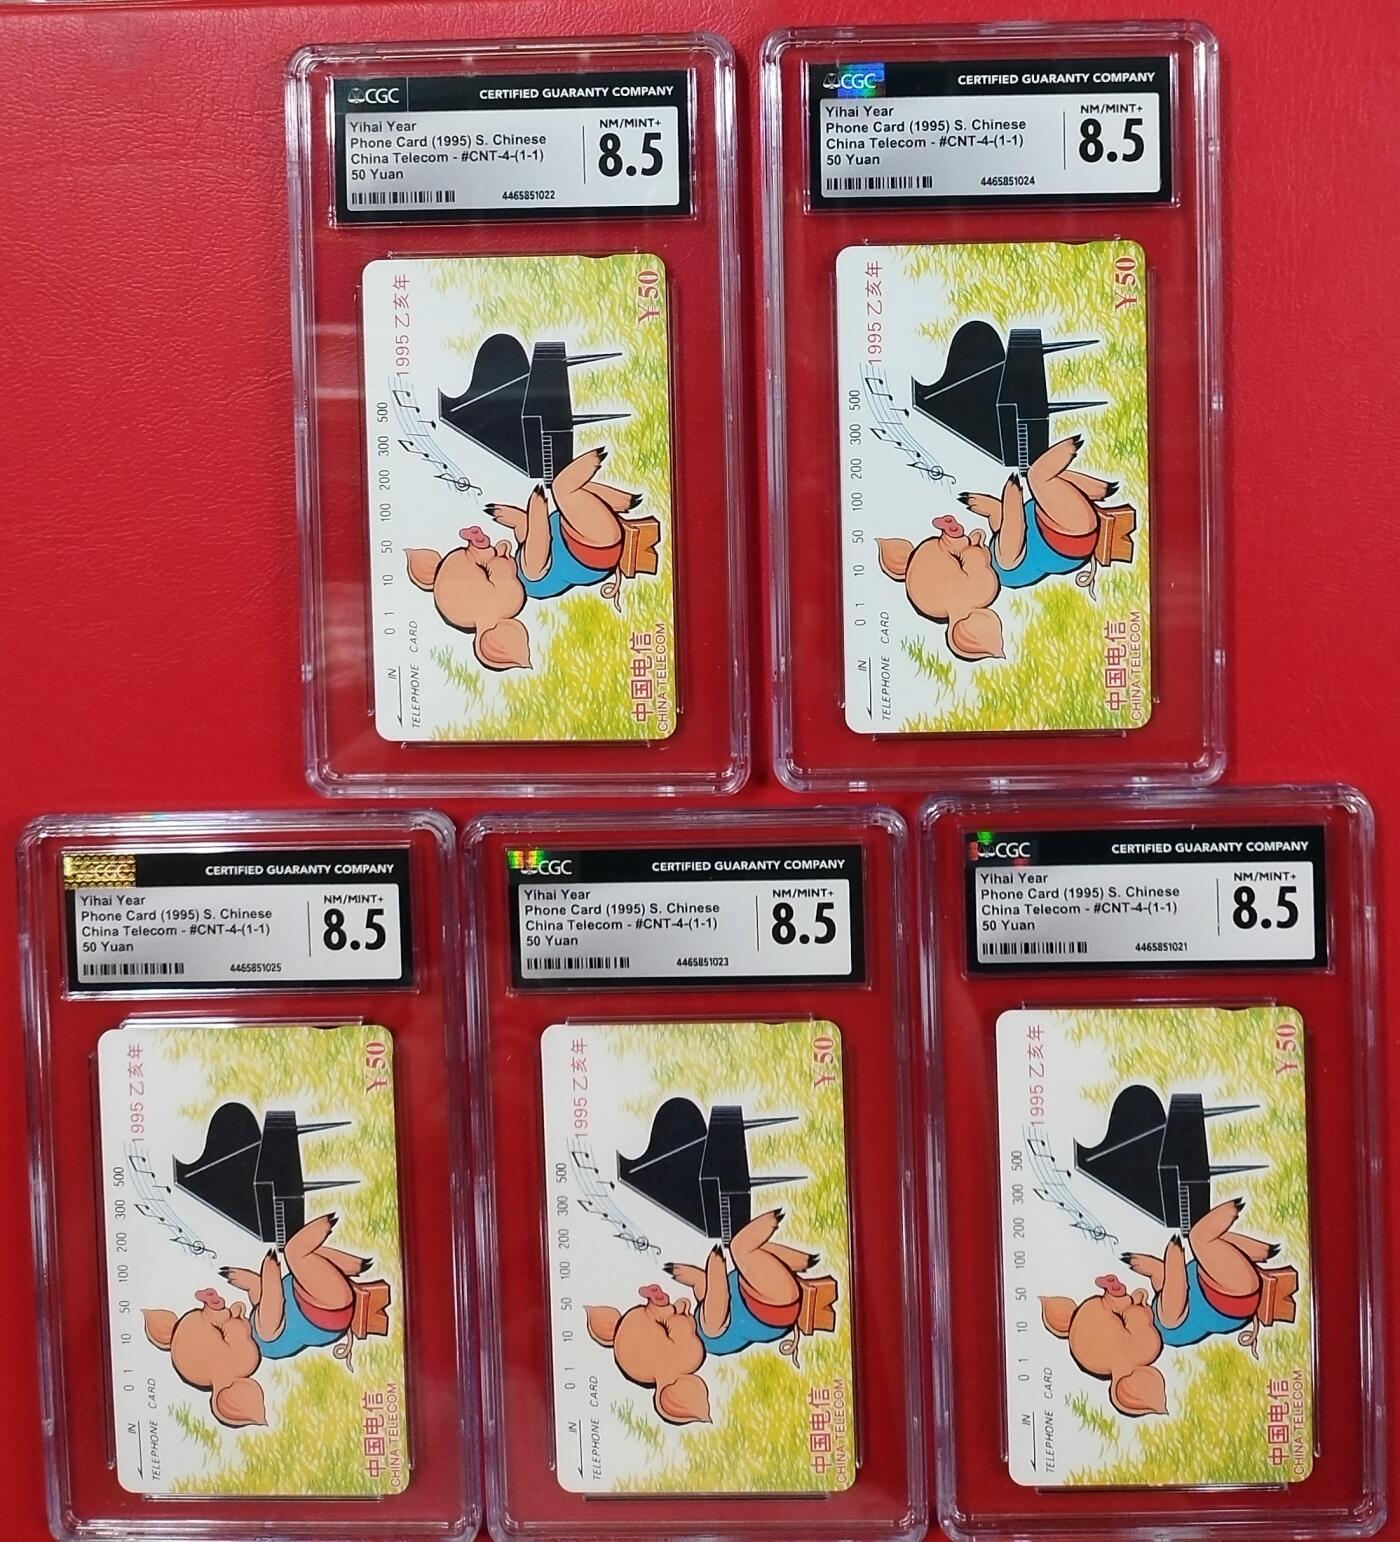 CGC CERTIFIED GUARANTY COMPANY
Yihai Year
Phone Card (1995) S. Chinese
China Telecom - #CNT-4-(1-1)
50 Yuan
NM/MINT+
8.5
4465851022
1995 乙亥年
¥50
0 1 10 50 100 200 300 500
IN
TELEPHONE CARD
中国电信
CHINA TELECOM
CGC CERTIFIED GUARANTY COMPANY
Yihai Year
Phone Card (1995) S. Chinese
China Telecom - #CNT-4-(1-1)
50 Yuan
NM/MINT+
8.5
4465851024
1995 乙亥年
¥50
0 1 10 50 100 200 300 500
IN
TELEPHONE CARD
中国电信
CHINA TELECOM
CGC CERTIFIED GUARANTY COMPANY
Yihai Year
Phone Card (1995) S. Chinese
China Telecom - #CNT-4-(1-1)
50 Yuan
NM/MINT+
8.5
4465851025
1995 乙亥年
¥50
0 1 10 50 100 200 300 500
IN
TELEPHONE CARD
中国电信
CHINA TELECOM
CGC CERTIFIED GUARANTY COMPANY
Yihai Year
Phone Card (1995) S. Chinese
China Telecom - #CNT-4-(1-1)
50 Yuan
NM/MINT+
8.5
4465851023
1995 乙亥年
¥50
0 1 10 50 100 200 300 500
IN
TELEPHONE CARD
中国电信
CHINA TELECOM
CGC CERTIFIED GUARANTY COMPANY
Yihai Year
Phone Card (1995) S. Chinese
China Telecom - #CNT-4-(1-1)
50 Yuan
NM/MINT+
8.5
4465851021
1995 乙亥年
¥50
0 1 10 50 100 200 300 500
IN
TELEPHONE CARD
中国电信
CHINA TELECOM